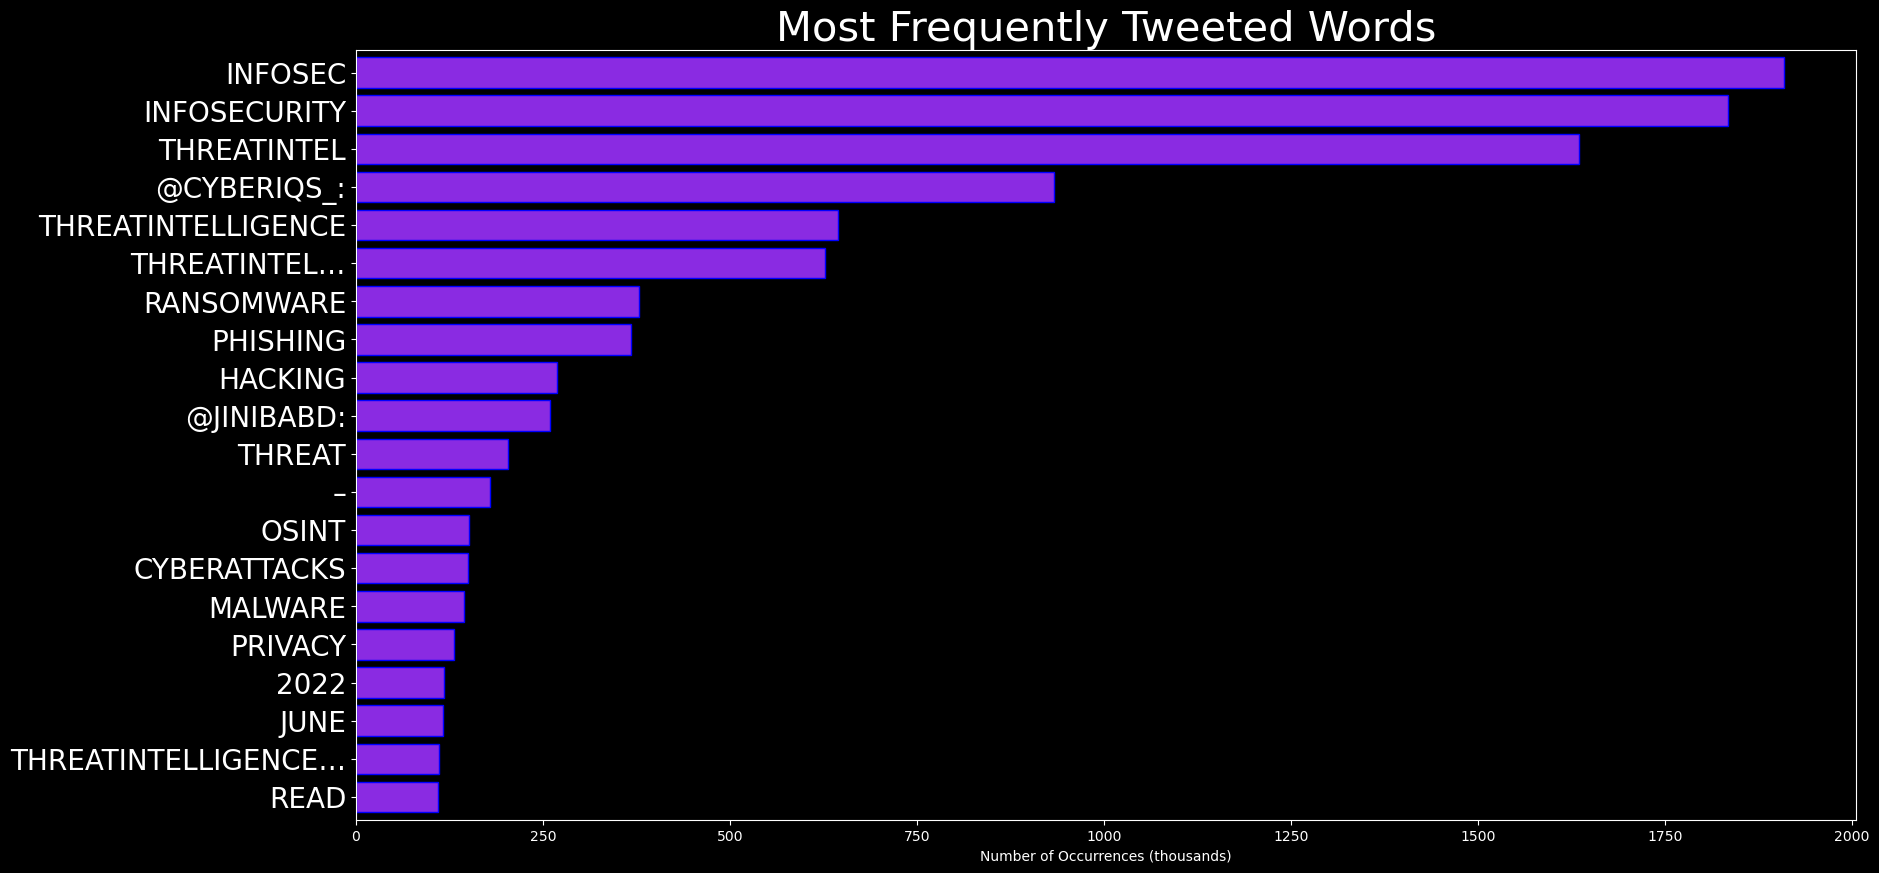 Most Frequently Tweeted Words
INFOSEC
INFOSECURITY
THREATINTEL
@CYBERIQS_:
THREATINTELLIGENCE
THREATINTEL…
RANSOMWARE
PHISHING
HACKING
@JINIBABD:
THREAT
–
OSINT
CYBERATTACKS
MALWARE
PRIVACY
2022
JUNE
THREATINTELLIGENCE…
READ
0 250 500 750 1000 1250 1500 1750 2000
Number of Occurrences (thousands)